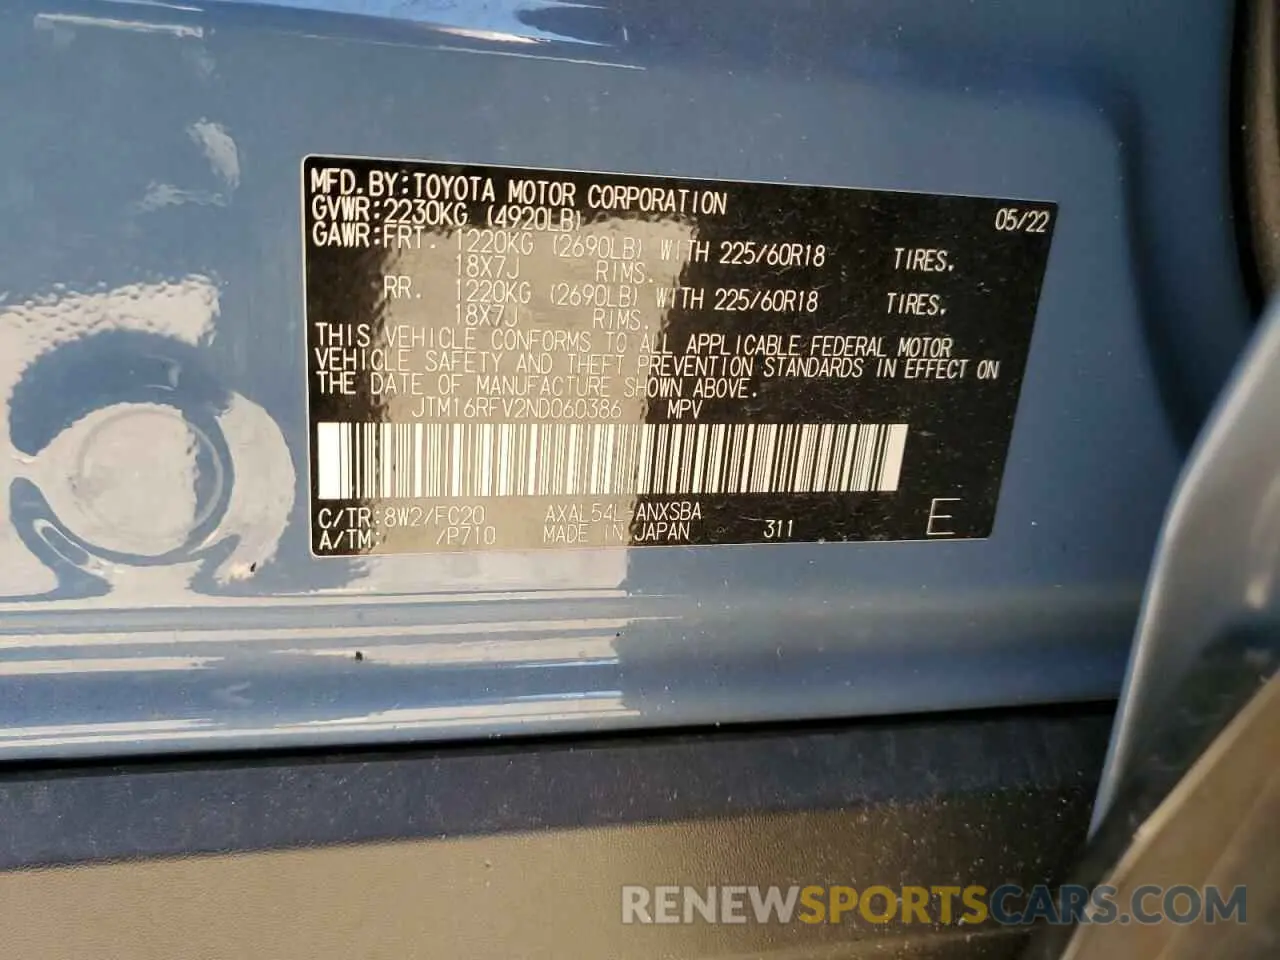 MFD.BY:TOYOTA MOTOR CORPORATION 05/22
GVWR:2230KG (4920LB)
GAWR:FRT. 1220KG (2690LB) WITH 225/60R18 TIRES.
18X7J RIMS.
RR. 1220KG (2690LB) WITH 225/60R18 TIRES.
18X7J RIMS.
THIS VEHICLE CONFORMS TO ALL APPLICABLE FEDERAL MOTOR
VEHICLE SAFETY AND THEFT PREVENTION STANDARDS IN EFFECT ON
THE DATE OF MANUFACTURE SHOWN ABOVE.
JTM16RFV2ND060386 MPV
C/TR:8W2/FC20 AXAL54L-ANXSBA
A/TM: /P710 MADE IN JAPAN 311 E
RENEWSPORTSCARS.COM